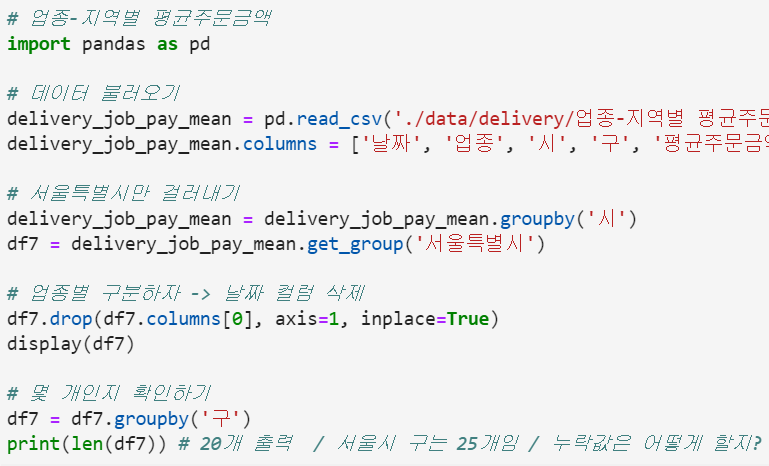 # 업종-지역별 평균주문금액
import pandas as pd
# 데이터 불러오기
delivery_job_pay_mean = pd.read_csv('./data/delivery/업종-지역별 평균주문
delivery_job_pay_mean.columns = ['날짜', '업종', '시', '구', '평균주문금액
# 서울특별시만 걸러내기
delivery_job_pay_mean = delivery_job_pay_mean.groupby('시')
df7 = delivery_job_pay_mean.get_group('서울특별시')
# 업종별 구분하자 -> 날짜 컬럼 삭제
df7.drop(df7.columns[0], axis=1, inplace=True)
display(df7)
# 몇 개인지 확인하기
df7 = df7.groupby('구')
print(len(df7)) # 20개 출력  / 서울시 구는 25개임 / 누락값은 어떻게 할지?